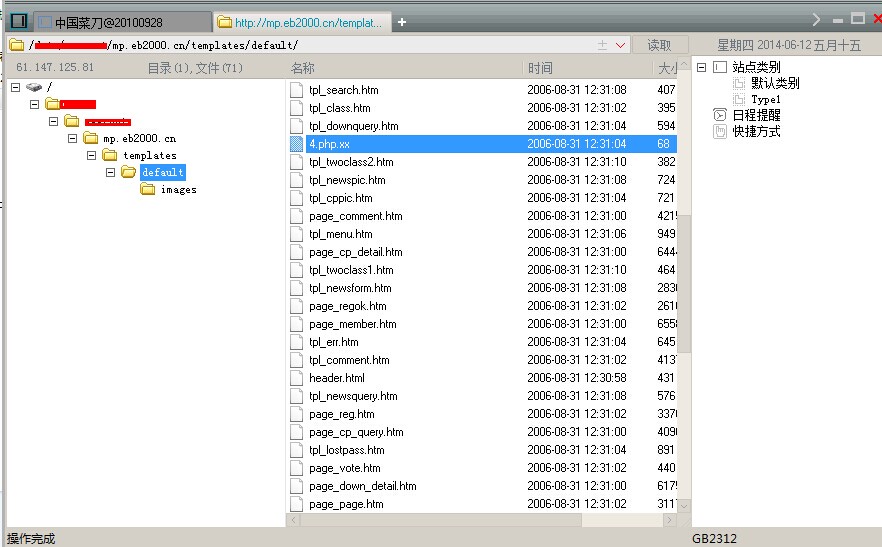 中国菜刀@20100928
http://mp.eb2000.cn/templat...
/mp.eb2000.cn/templates/default/
读取
星期四 2014-06-12 五月十五
61.147.125.81
目录(1),文件(71)
名称 时间 大小
/
mp.eb2000.cn
templates
default
images
tpl_search.htm 2006-08-31 12:31:08 407
tpl_class.htm 2006-08-31 12:31:02 395
tpl_downquery.htm 2006-08-31 12:31:04 594
4.php.xx 2006-08-31 12:31:04 68
tpl_twoclass2.htm 2006-08-31 12:31:10 382
tpl_newspic.htm 2006-08-31 12:31:08 724
tpl_cppic.htm 2006-08-31 12:31:04 721
page_comment.htm 2006-08-31 12:31:00 4215
tpl_menu.htm 2006-08-31 12:31:06 949
page_cp_detail.htm 2006-08-31 12:31:00 644
tpl_twoclass1.htm 2006-08-31 12:31:10 464
tpl_newsform.htm 2006-08-31 12:31:08 283
page_regok.htm 2006-08-31 12:31:02 261
page_member.htm 2006-08-31 12:31:00 655
tpl_err.htm 2006-08-31 12:31:04 645
tpl_comment.htm 2006-08-31 12:31:02 413
header.html 2006-08-31 12:30:58 431
tpl_newsquery.htm 2006-08-31 12:31:08 576
page_reg.htm 2006-08-31 12:31:02 337
page_cp_query.htm 2006-08-31 12:31:00 409
tpl_lostpass.htm 2006-08-31 12:31:04 891
page_vote.htm 2006-08-31 12:31:02 440
page_down_detail.htm 2006-08-31 12:31:00 617
page_page.htm 2006-08-31 12:31:02 311
站点类别
默认类别
Type1
日程提醒
快捷方式
操作完成
GB2312